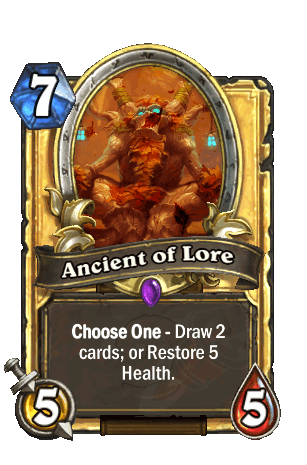 7
Ancient of Lore
Choose One - Draw 2
cards; or Restore 5
Health.
5
5